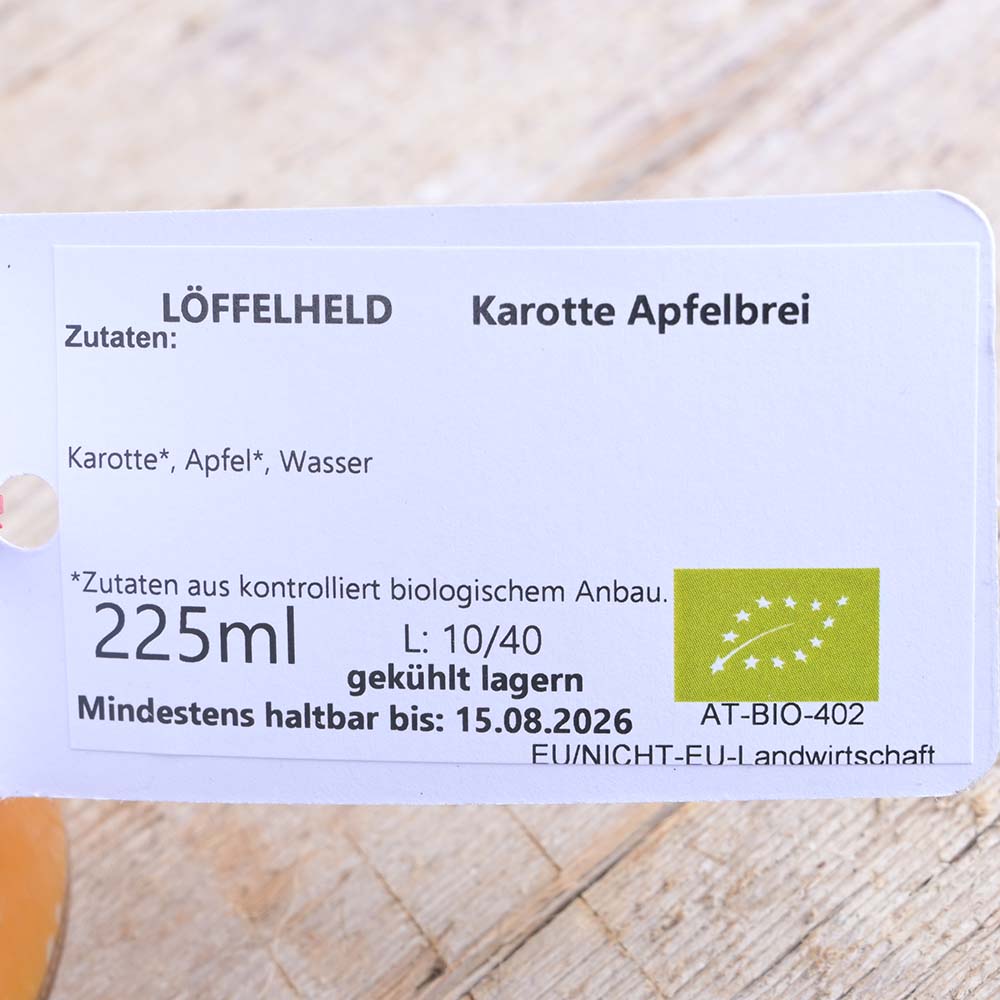 LÖFFELHELD Karotte Apfelbrei
Zutaten:
Karotte*, Apfel*, Wasser
*Zutaten aus kontrolliert biologischem Anbau.
225ml L: 10/40
gekühlt lagern
Mindestens haltbar bis: 15.08.2026
AT-BIO-402
EU/NICHT-EU-Landwirtschaft